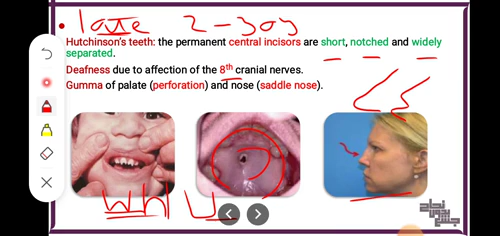 late 2-30y
Hutchinson's teeth: the permanent central incisors are short, notched and widely
separated.
Deafness due to affection of the 8th cranial nerves.
Gumma of palate (perforation) and nose (saddle nose).